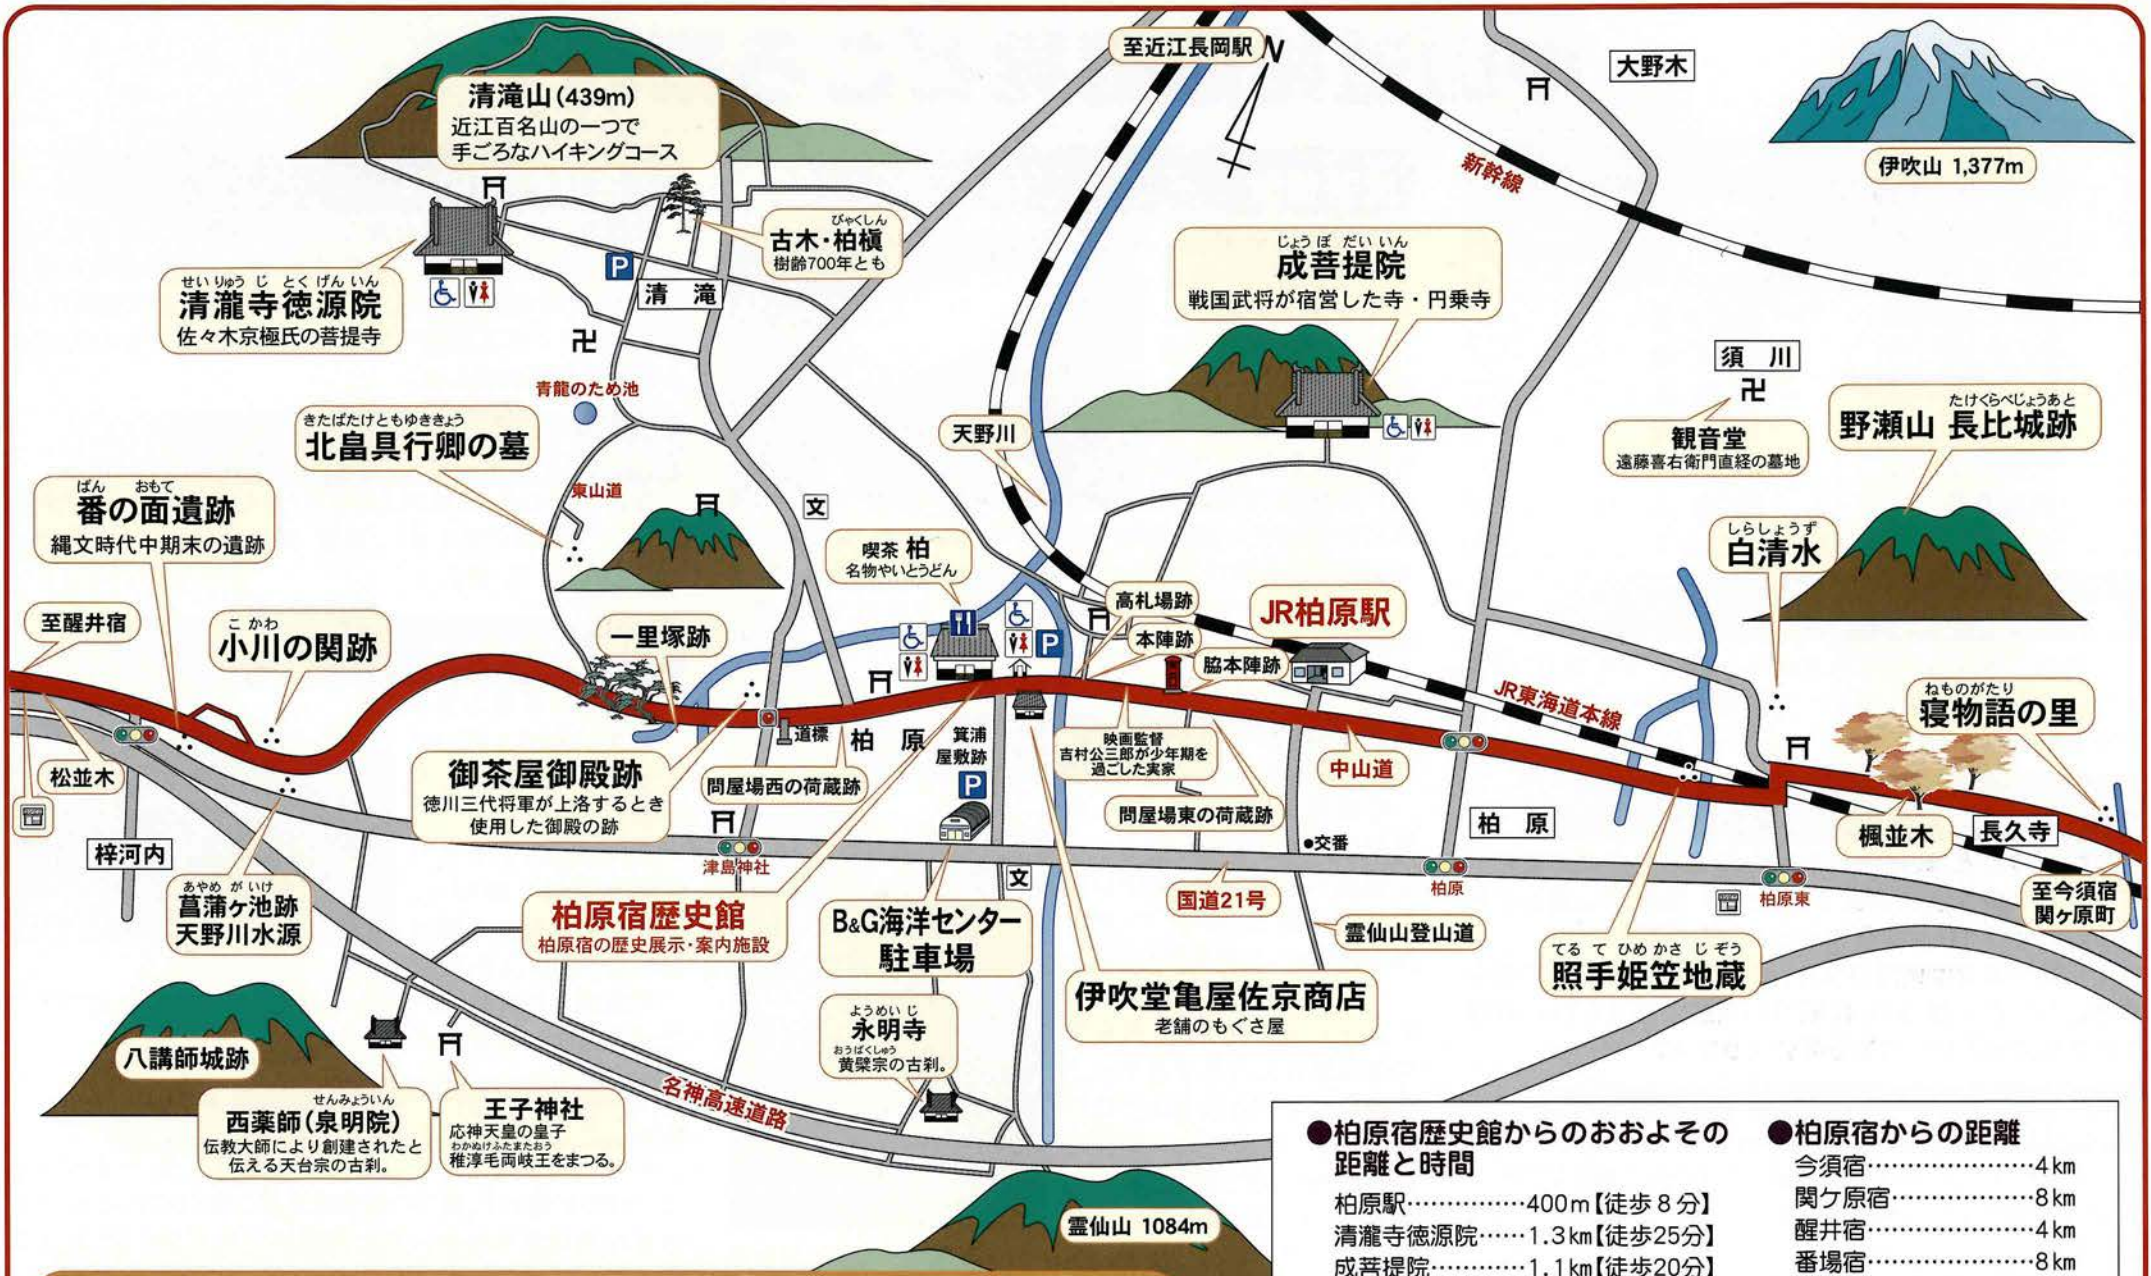 至近江長岡駅
N
大野木
清滝山(439m)
近江百名山の一つで
手ごろなハイキングコース
伊吹山 1,377m
新幹線
びゃくしん
古木・柏槇
樹齢700年とも
じょう ぼ だい いん
成菩提院
戦国武将が宿営した寺・円乗寺
P
清 滝
せい りゅう じ とく げん いん
清瀧寺徳源院
佐々木京極氏の菩提寺
卍
須 川
卍
青龍のため池
きたばたけともゆききょう
北畠具行卿の墓
天野川
観音堂
遠藤喜右衛門直経の墓地
たけくらべじょうあと
野瀬山 長比城跡
東山道
文
ばん おもて
番の面遺跡
縄文時代中期末の遺跡
喫茶 柏
名物やいとうどん
しらしょうず
白清水
至醒井宿
こ かわ
小川の関跡
一里塚跡
P
高札場跡
本陣跡
脇本陣跡
JR柏原駅
JR東海道本線
ねものがたり
寝物語の里
松並木
道標
柏 原
箕浦
屋敷跡
P
映画監督
吉村公三郎が少年期を
過ごした実家
中山道
御茶屋御殿跡
徳川三代将軍が上洛するとき
使用した御殿の跡
問屋場西の荷蔵跡
問屋場東の荷蔵跡
柏 原
楓並木
長久寺
梓河内
津島神社
●交番
柏原
柏原東
至今須宿
関ヶ原町
あやめ が いけ
菖蒲ヶ池跡
天野川水源
柏原宿歴史館
柏原宿の歴史展示・案内施設
B&G海洋センター
駐車場
文
国道21号
霊仙山登山道
てる て ひめ かさ じ ぞう
照手姫笠地蔵
伊吹堂亀屋佐京商店
老舗のもぐさ屋
ようめい じ
永明寺
おうばくしゅう
黄檗宗の古刹。
八講師城跡
せんみょういん
西薬師(泉明院)
伝教大師により創建されたと
伝える天台宗の古刹。
王子神社
応神天皇の皇子
わかぬけふたまたおう
稚渟毛両岐王をまつる。
名神高速道路
霊仙山 1084m
●柏原宿歴史館からのおおよその
距離と時間
柏原駅……………400m【徒歩8分】
清瀧寺徳源院……1.3km【徒歩25分】
成菩提院…………1.1km【徒歩20分】
●柏原宿からの距離
今須宿…………………4km
関ケ原宿………………8km
醒井宿…………………4km
番場宿…………………8km